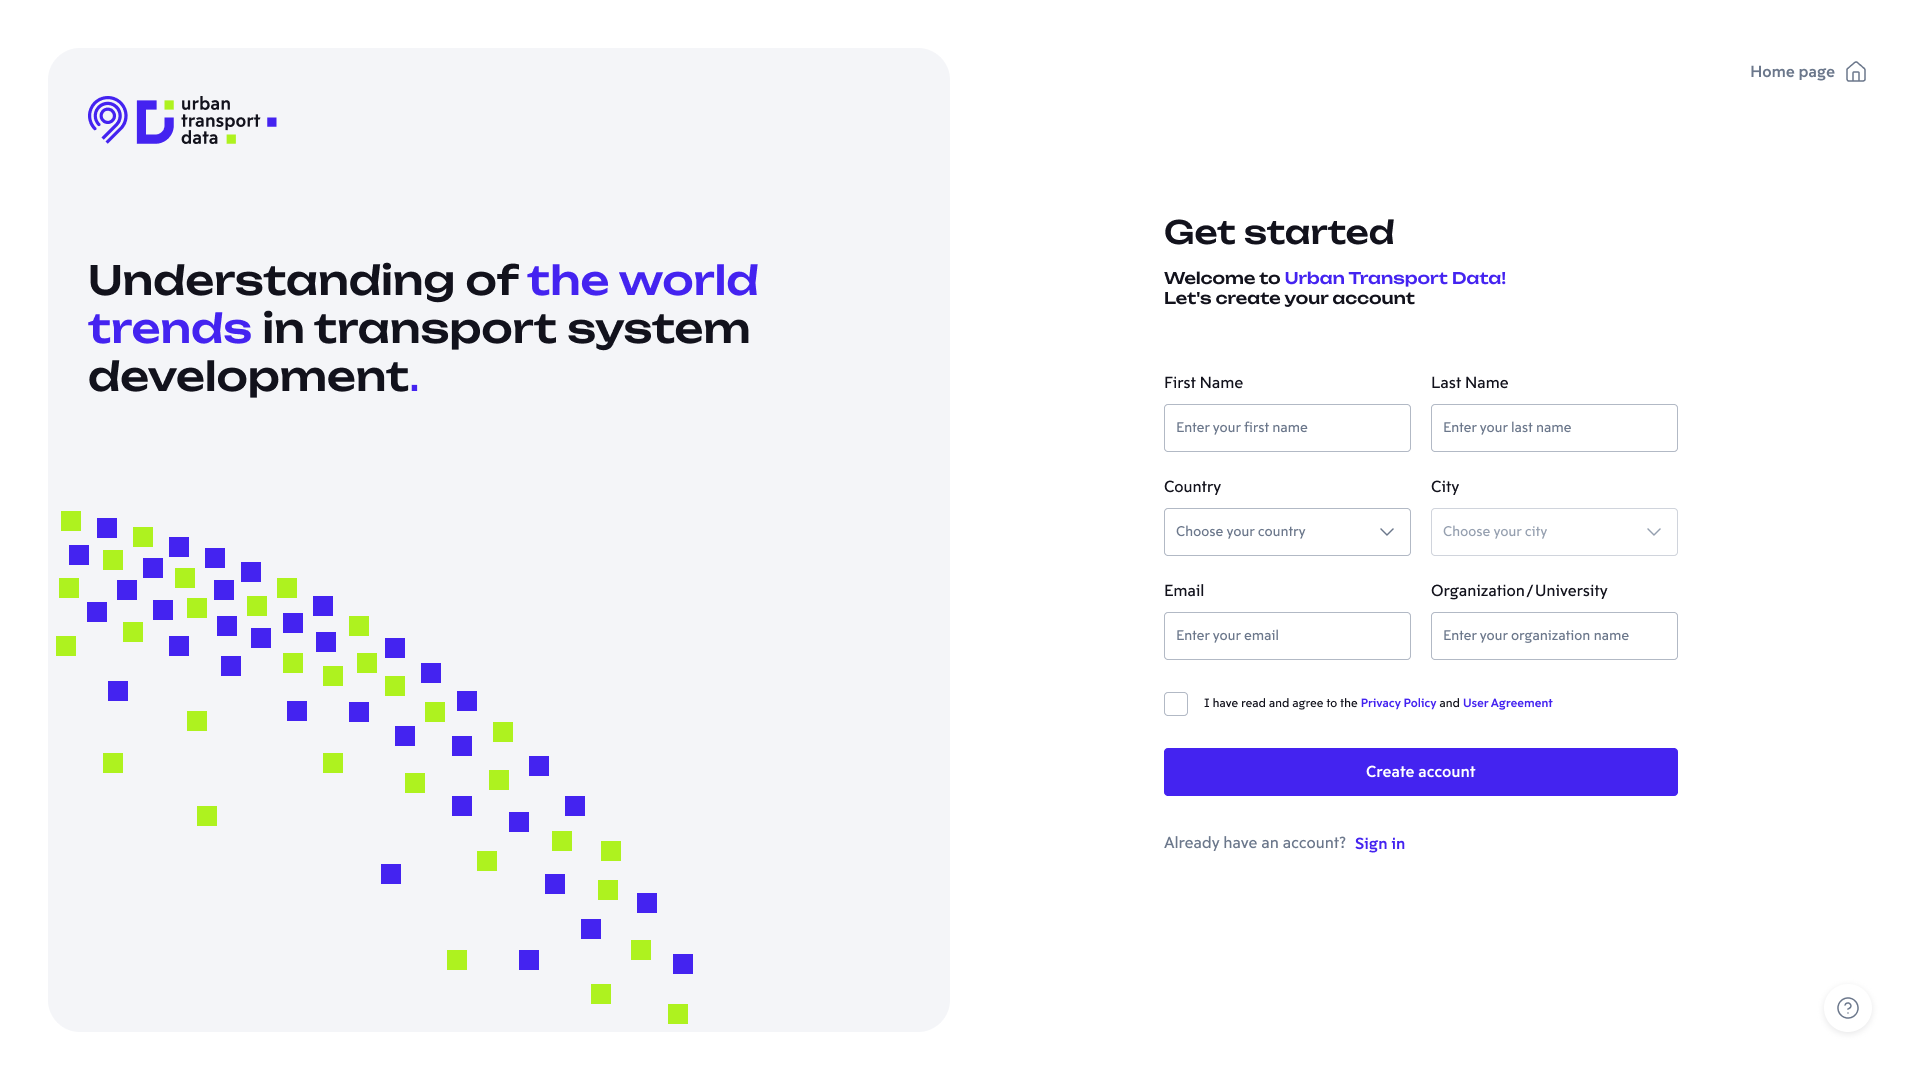 urban
transport
data
Home page
Understanding of the world
trends in transport system
development.
Get started
Welcome to Urban Transport Data!
Let's create your account
First Name
Last Name
Enter your first name
Enter your last name
Country
City
Choose your country
Choose your city
Email
Organization/University
Enter your email
Enter your organization name
I have read and agree to the Privacy Policy and User Agreement
Create account
Already have an account? Sign in